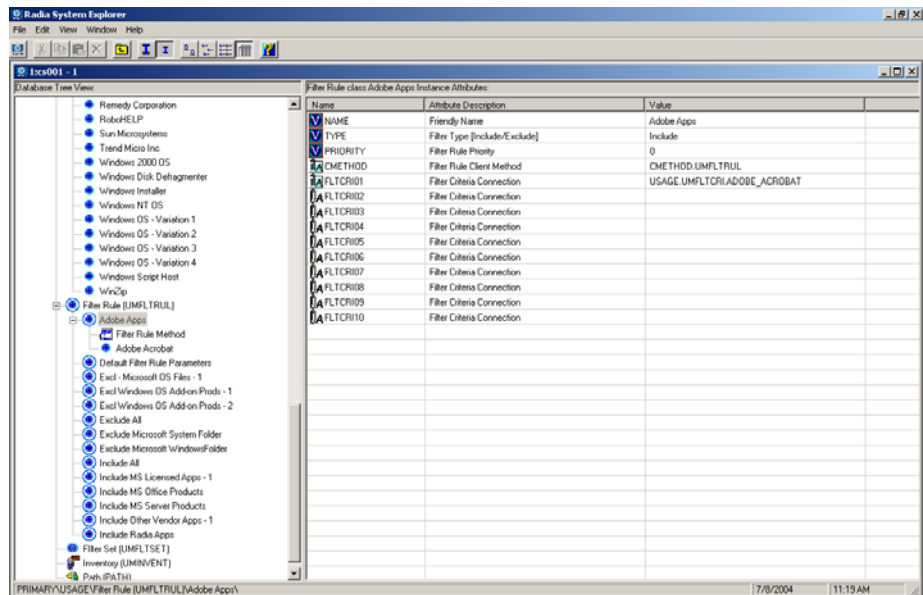 Radia System Explorer
File Edit View Window Help
1:cs001 - 1
Database Tree View:
Filter Rule class Adobe Apps Instance Attributes:
Remedy Corporation
RoboHELP
Sun Microsystems
Trend Micro Inc
Windows 2000 OS
Windows Disk Defragmenter
Windows Installer
Windows NT OS
Windows OS - Variation 1
Windows OS - Variation 2
Windows OS - Variation 3
Windows OS - Variation 4
Windows Script Host
WinZip
Filter Rule (UMFLTRUL)
Adobe Apps
Filter Rule Method
Adobe Acrobat
Default Filter Rule Parameters
Excl - Microsoft OS Files - 1
Excl Windows OS Add-on Prods - 1
Excl Windows OS Add-on Prods - 2
Exclude All
Exclude Microsoft System Folder
Exclude Microsoft WindowsFolder
Include All
Include MS Licensed Apps - 1
Include MS Office Products
Include MS Server Products
Include Other Vendor Apps - 1
Include Radia Apps
Filter Set (UMFLTSET)
Inventory (UMINVENT)
Path (PATH)
Name Attribute Description Value
NAME Friendly Name Adobe Apps
TYPE Filter Type [Include/Exclude] Include
PRIORITY Filter Rule Priority 0
CMETHOD Filter Rule Client Method CMETHOD.UMFLTRUL
FLTCRI01 Filter Criteria Connection USAGE.UMFLTCRI.ADOBE_ACROBAT
FLTCRI02 Filter Criteria Connection
FLTCRI03 Filter Criteria Connection
FLTCRI04 Filter Criteria Connection
FLTCRI05 Filter Criteria Connection
FLTCRI06 Filter Criteria Connection
FLTCRI07 Filter Criteria Connection
FLTCRI08 Filter Criteria Connection
FLTCRI09 Filter Criteria Connection
FLTCRI10 Filter Criteria Connection
PRIMARY\USAGE\Filter Rule (UMFLTRUL)\Adobe Apps\ 7/8/2004 11:19 AM